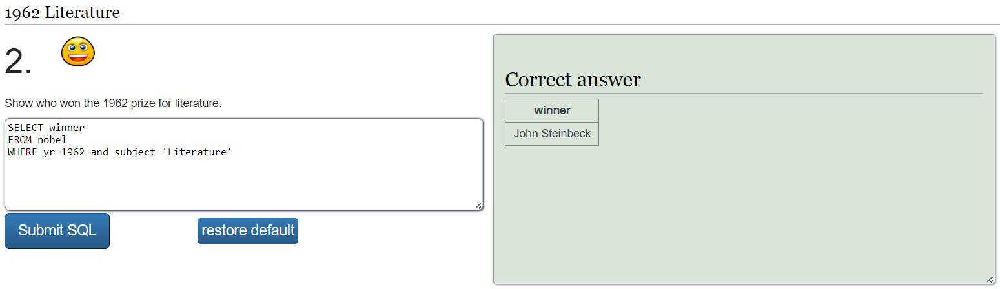 1962 Literature
2.
Show who won the 1962 prize for literature.
SELECT winner
FROM nobel
WHERE yr=1962 and subject='Literature'
Submit SQL
restore default
Correct answer
winner
John Steinbeck